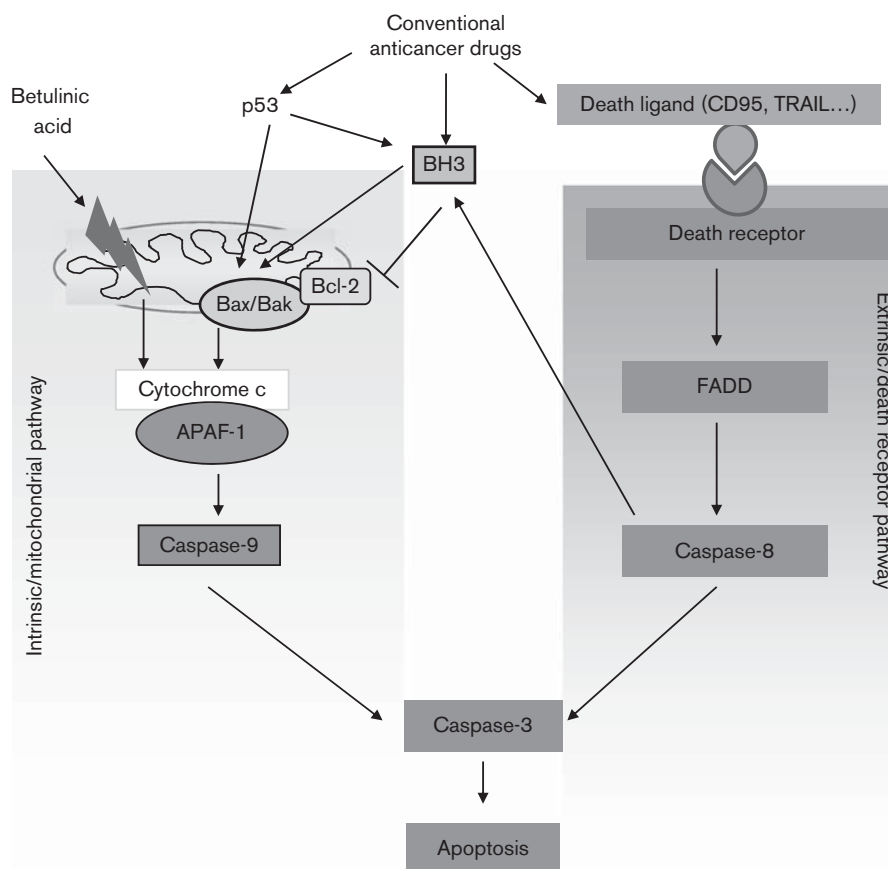 Conventional
anticancer drugs
Betulinic
acid
p53
Death ligand (CD95, TRAIL...)
BH3
Death receptor
Bcl-2
Bax/Bak
Cytochrome c
APAF-1
FADD
Caspase-9
Caspase-8
Intrinsic/mitochondrial pathway
Extrinsic/death receptor pathway
Caspase-3
Apoptosis